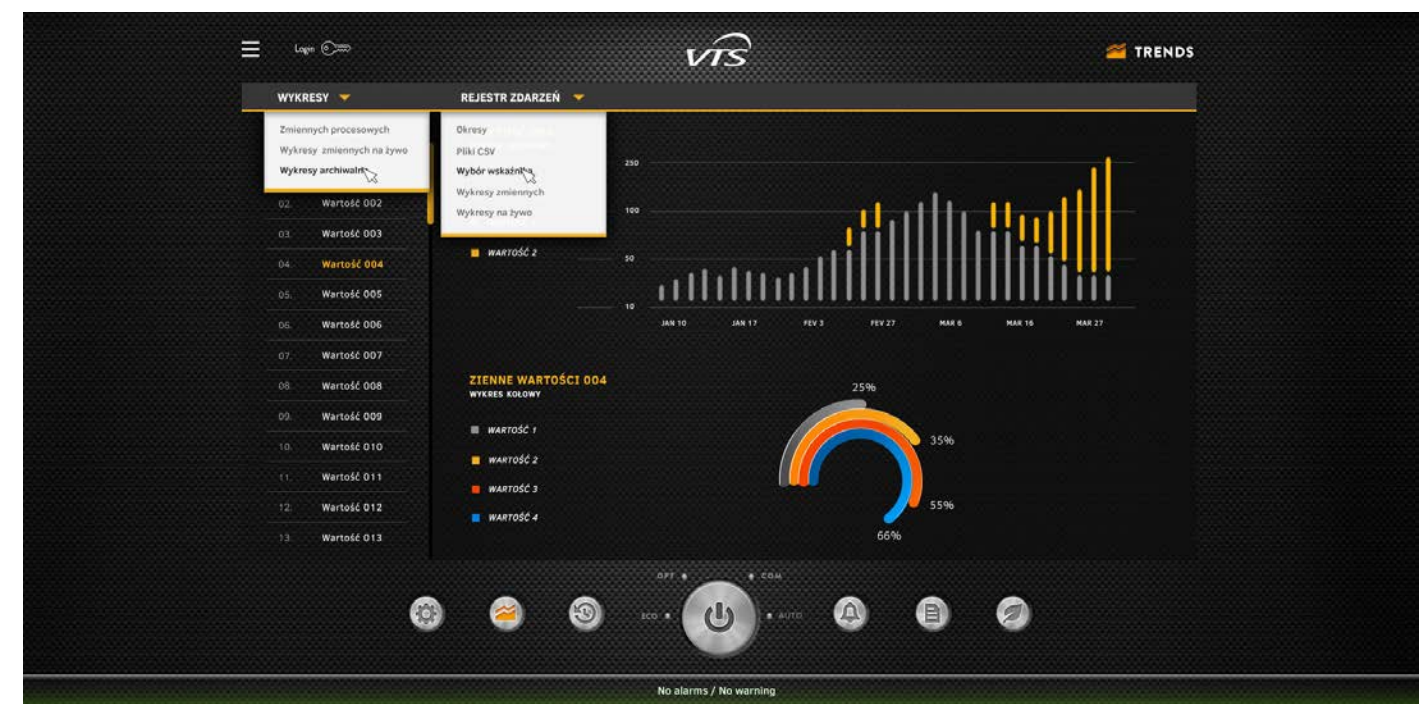 Login
VTS
TRENDS
WYKRESY
REJESTR ZDARZEŃ
Zmiennych procesowych
Wykresy zmiennych na żywo
Wykresy archiwalne
Okresy
Pliki CSV
Wybór wskaźnika
Wykresy zmiennych
Wykresy na żywo
02. Wartość 002
03. Wartość 003
04. Wartość 004
05. Wartość 005
06. Wartość 006
07. Wartość 007
08. Wartość 008
09. Wartość 009
10. Wartość 010
11. Wartość 011
12. Wartość 012
13. Wartość 013
WARTOŚĆ 2
250
100
50
10
JAN 10 JAN 17 FEV 3 FEV 27 MAR 6 MAR 16 MAR 27
ZIENNE WARTOŚCI 004
WYKRES KOŁOWY
WARTOŚĆ 1
WARTOŚĆ 2
WARTOŚĆ 3
WARTOŚĆ 4
25%
35%
55%
66%
OPT COM
ECO AUTO
No alarms / No warning